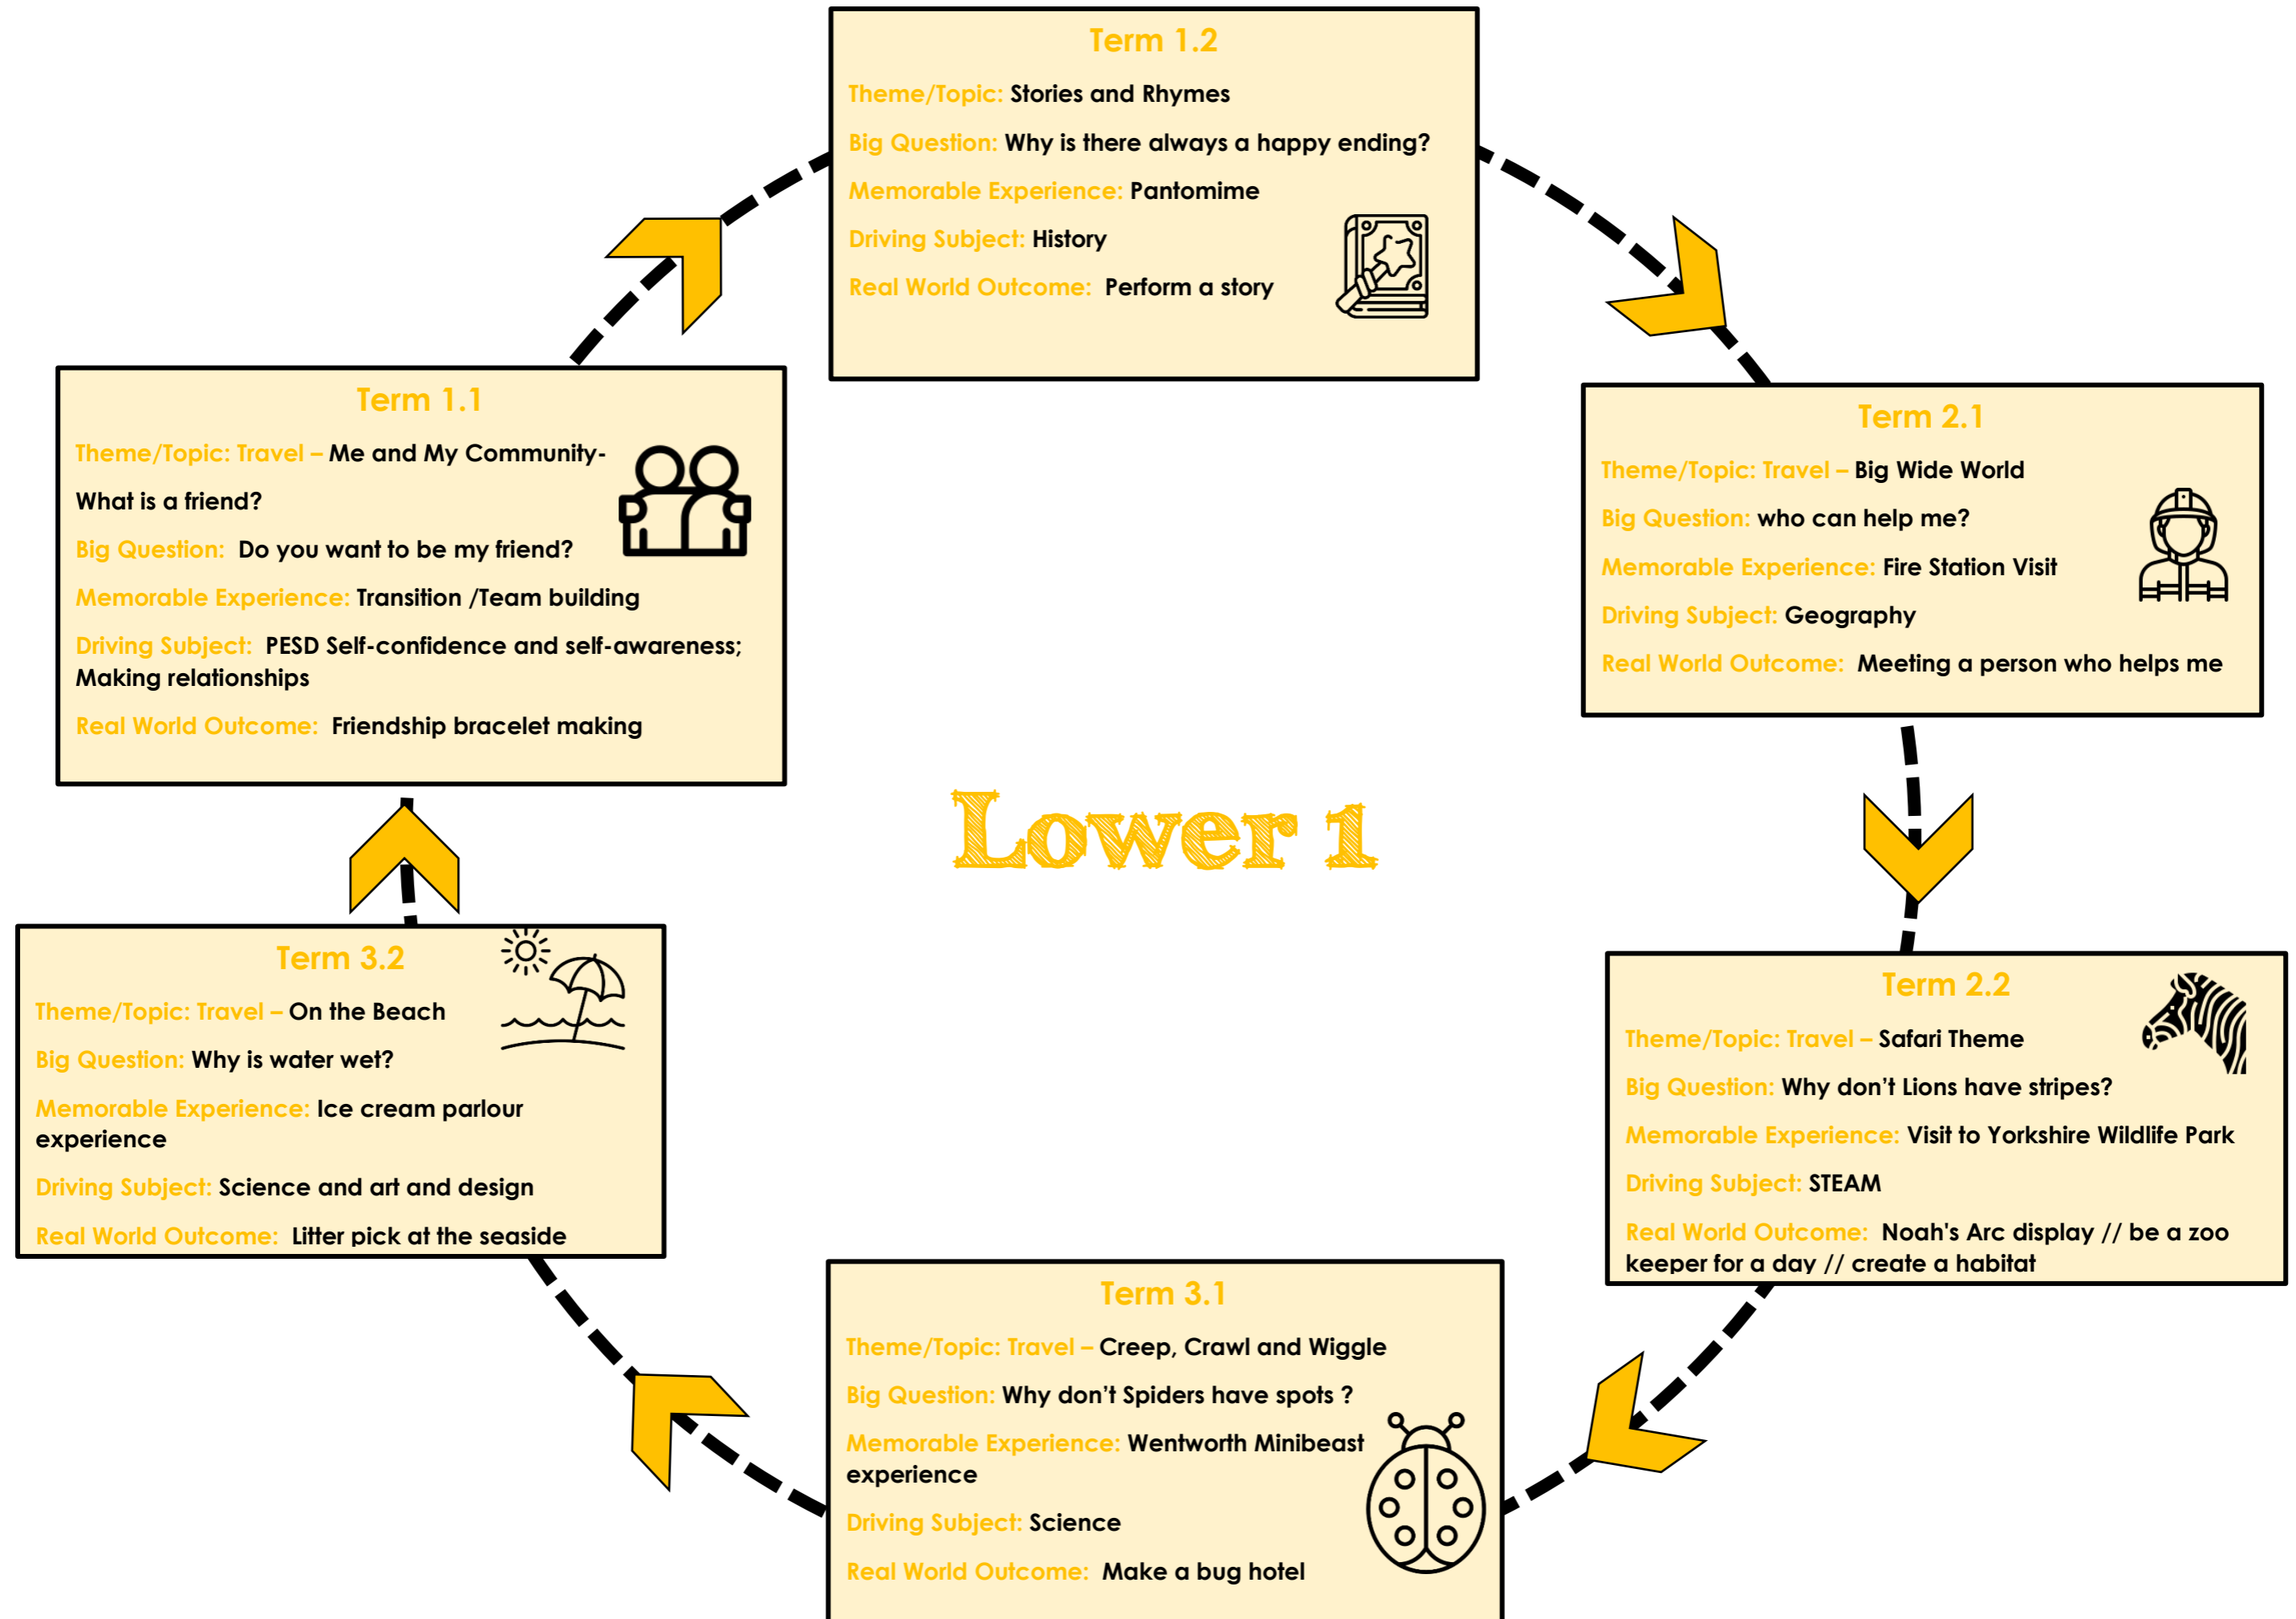 Term 1.2
Theme/Topic: Stories and Rhymes
Big Question: Why is there always a happy ending?
Memorable Experience: Pantomime
Driving Subject: History
Real World Outcome: Perform a story
Term 1.1
Theme/Topic: Travel – Me and My Community-
What is a friend?
Big Question: Do you want to be my friend?
Memorable Experience: Transition /Team building
Driving Subject: PESD Self-confidence and self-awareness;
Making relationships
Real World Outcome: Friendship bracelet making
Term 2.1
Theme/Topic: Travel – Big Wide World
Big Question: who can help me?
Memorable Experience: Fire Station Visit
Driving Subject: Geography
Real World Outcome: Meeting a person who helps me
Lower 1
Term 3.2
Theme/Topic: Travel – On the Beach
Big Question: Why is water wet?
Memorable Experience: Ice cream parlour
experience
Driving Subject: Science and art and design
Real World Outcome: Litter pick at the seaside
Term 2.2
Theme/Topic: Travel – Safari Theme
Big Question: Why don't Lions have stripes?
Memorable Experience: Visit to Yorkshire Wildlife Park
Driving Subject: STEAM
Real World Outcome: Noah's Arc display // be a zoo
keeper for a day // create a habitat
Term 3.1
Theme/Topic: Travel – Creep, Crawl and Wiggle
Big Question: Why don't Spiders have spots ?
Memorable Experience: Wentworth Minibeast
experience
Driving Subject: Science
Real World Outcome: Make a bug hotel